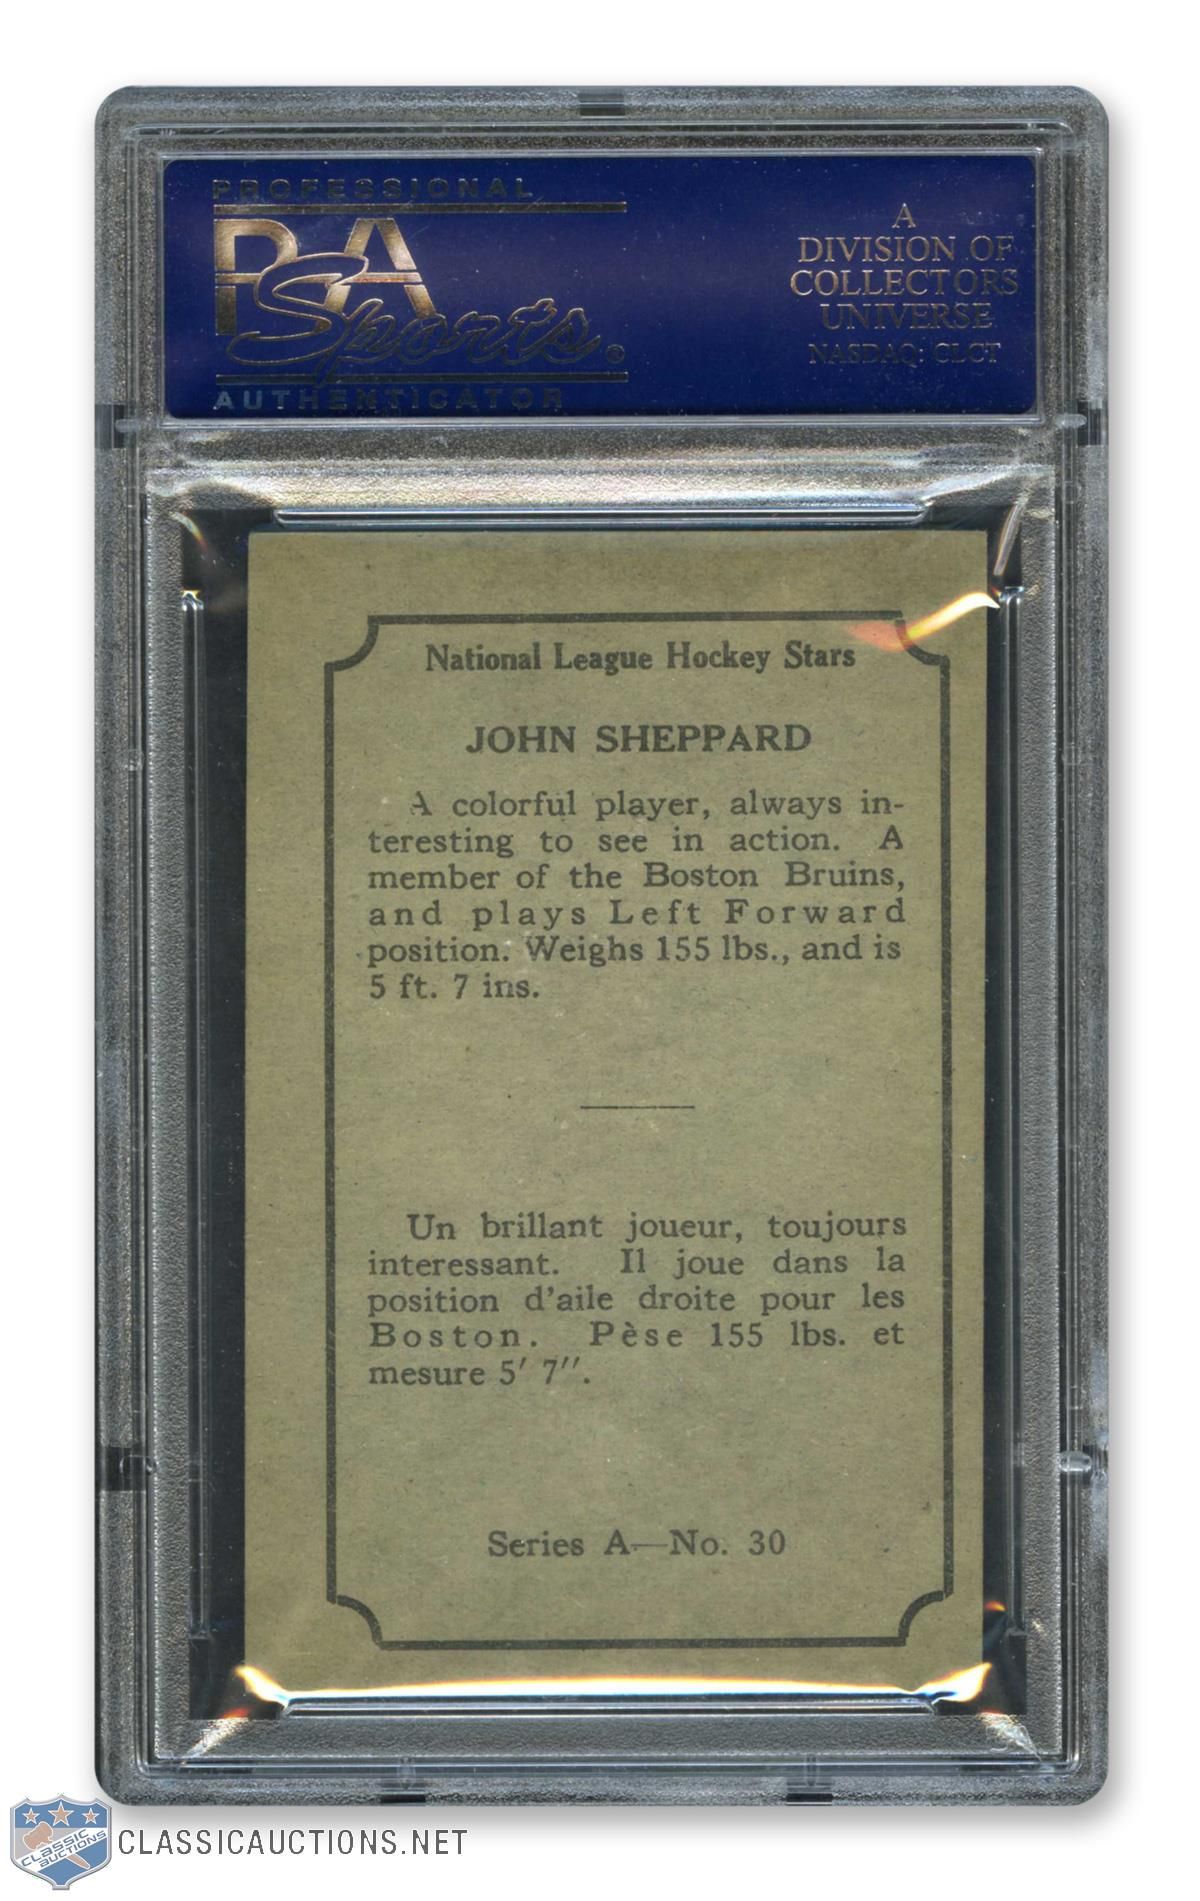 PROFESSIONAL
PSA
Sports®
AUTHENTICATOR
A
DIVISION OF
COLLECTORS
UNIVERSE
NASDAQ: CLCT
National League Hockey Stars
JOHN SHEPPARD
A colorful player, always in-
teresting to see in action. A
member of the Boston Bruins,
and plays Left Forward
position. Weighs 155 lbs., and is
5 ft. 7 ins.
Un brillant joueur, toujours
interessant. Il joue dans la
position d'aile droite pour les
Boston. Pèse 155 lbs. et
mesure 5' 7".
Series A—No. 30
CLASSIC
AUCTIONS
CLASSICAUCTIONS.NET